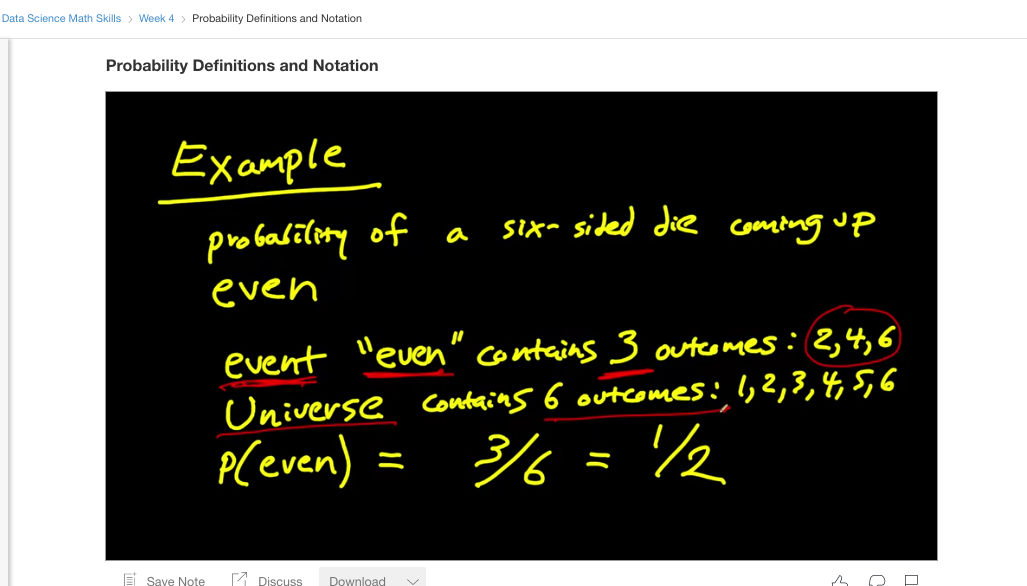 Data Science Math Skills > Week 4 > Probability Definitions and Notation
Probability Definitions and Notation
Example
probability of a six-sided die coming up
even
event "even" contains 3 outcomes: 2,4,6
Universe contains 6 outcomes: 1,2,3,4,5,6
P(even) = 3/6 = 1/2
Save Note Discuss Download